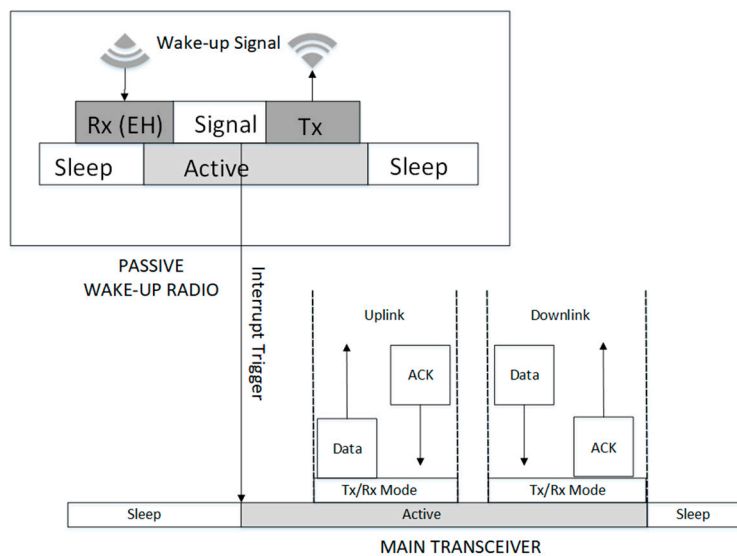 Wake-up Signal
Rx (EH) Signal Tx
Sleep Active Sleep
PASSIVE
WAKE-UP RADIO
Interrupt Trigger
Uplink Downlink
ACK Data
Data ACK
Tx/Rx Mode Tx/Rx Mode
Sleep Active Sleep
MAIN TRANSCEIVER